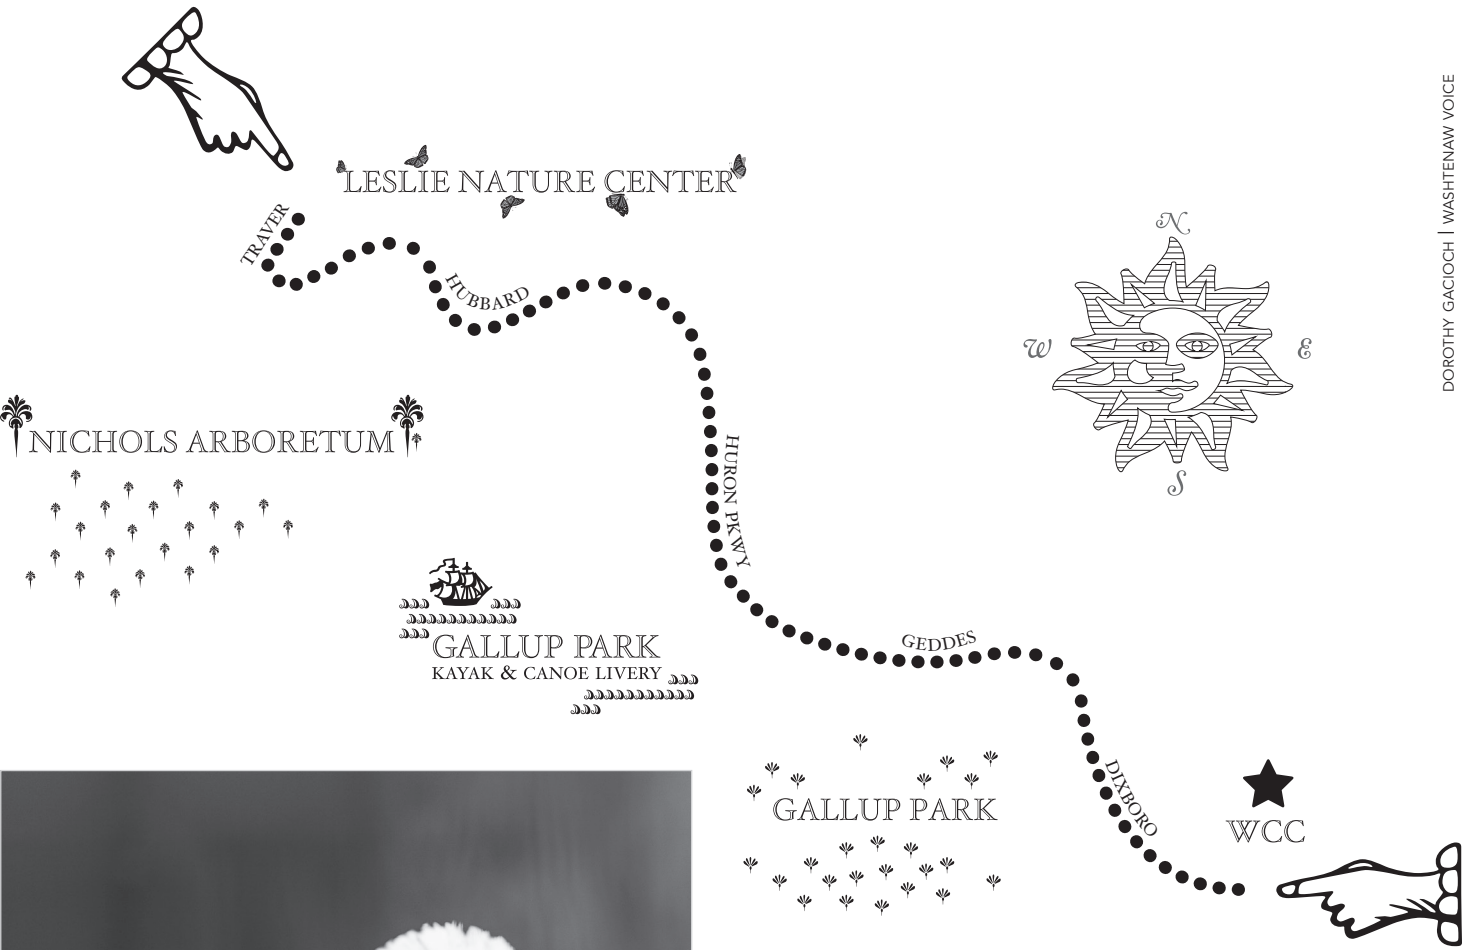 LESLIE NATURE CENTER
TRAVER
HUBBARD
N
W
E
S
NICHOLS ARBORETUM
HURON PKWY
GALLUP PARK
KAYAK & CANOE LIVERY
GEDDES
GALLUP PARK
DIXBORO
WCC
DOROTHY GACIOCH | WASHTENAW VOICE